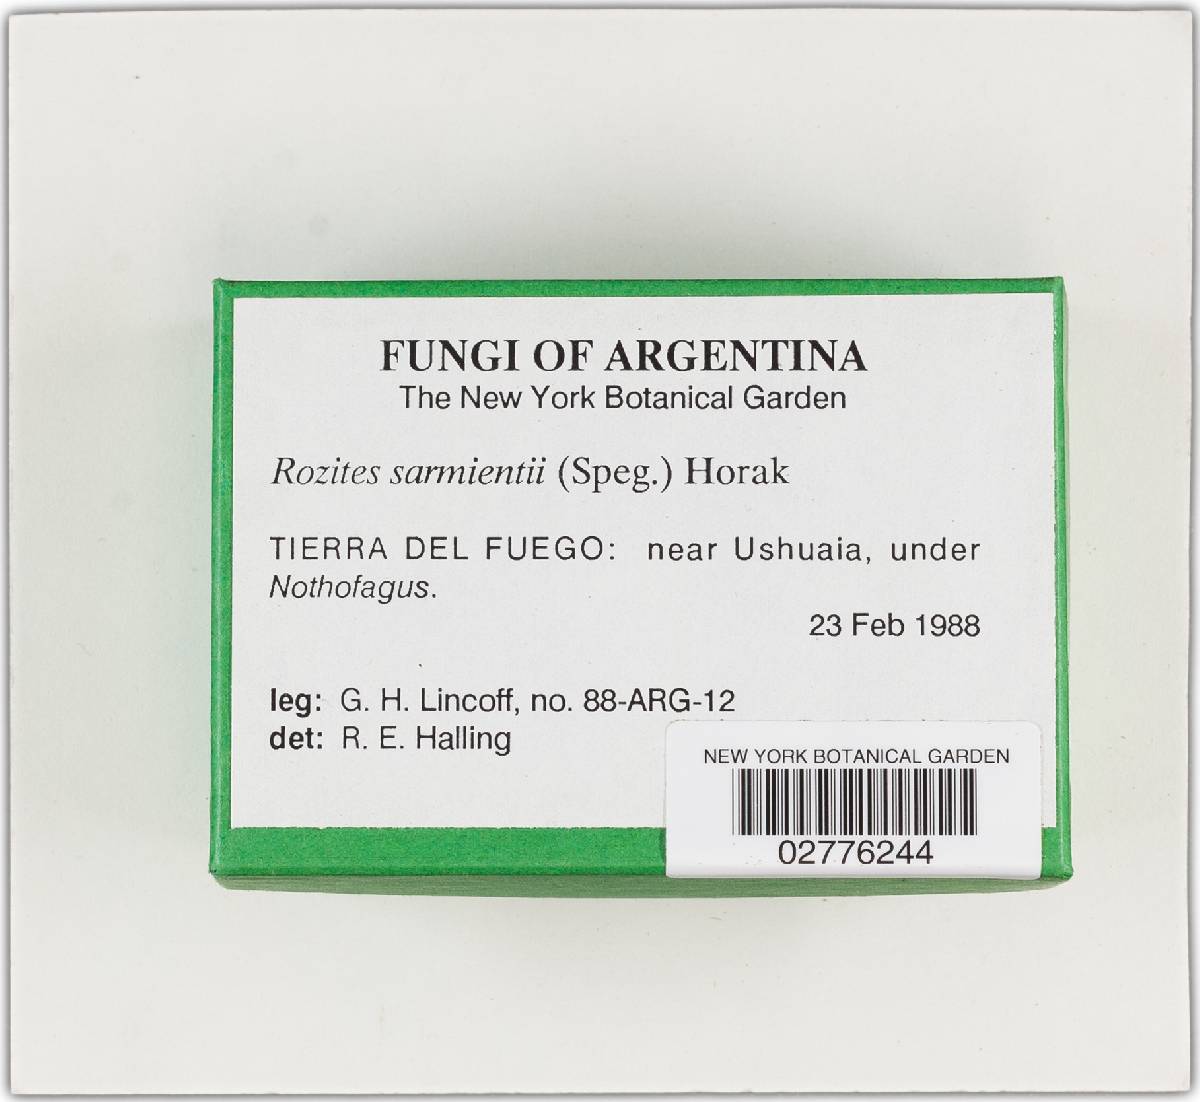 FUNGI OF ARGENTINA
The New York Botanical Garden
Rozites sarmientii (Speg.) Horak
TIERRA DEL FUEGO: near Ushuaia, under
Nothofagus.
23 Feb 1988
leg: G. H. Lincoff, no. 88-ARG-12
det: R. E. Halling
NEW YORK BOTANICAL GARDEN
02776244